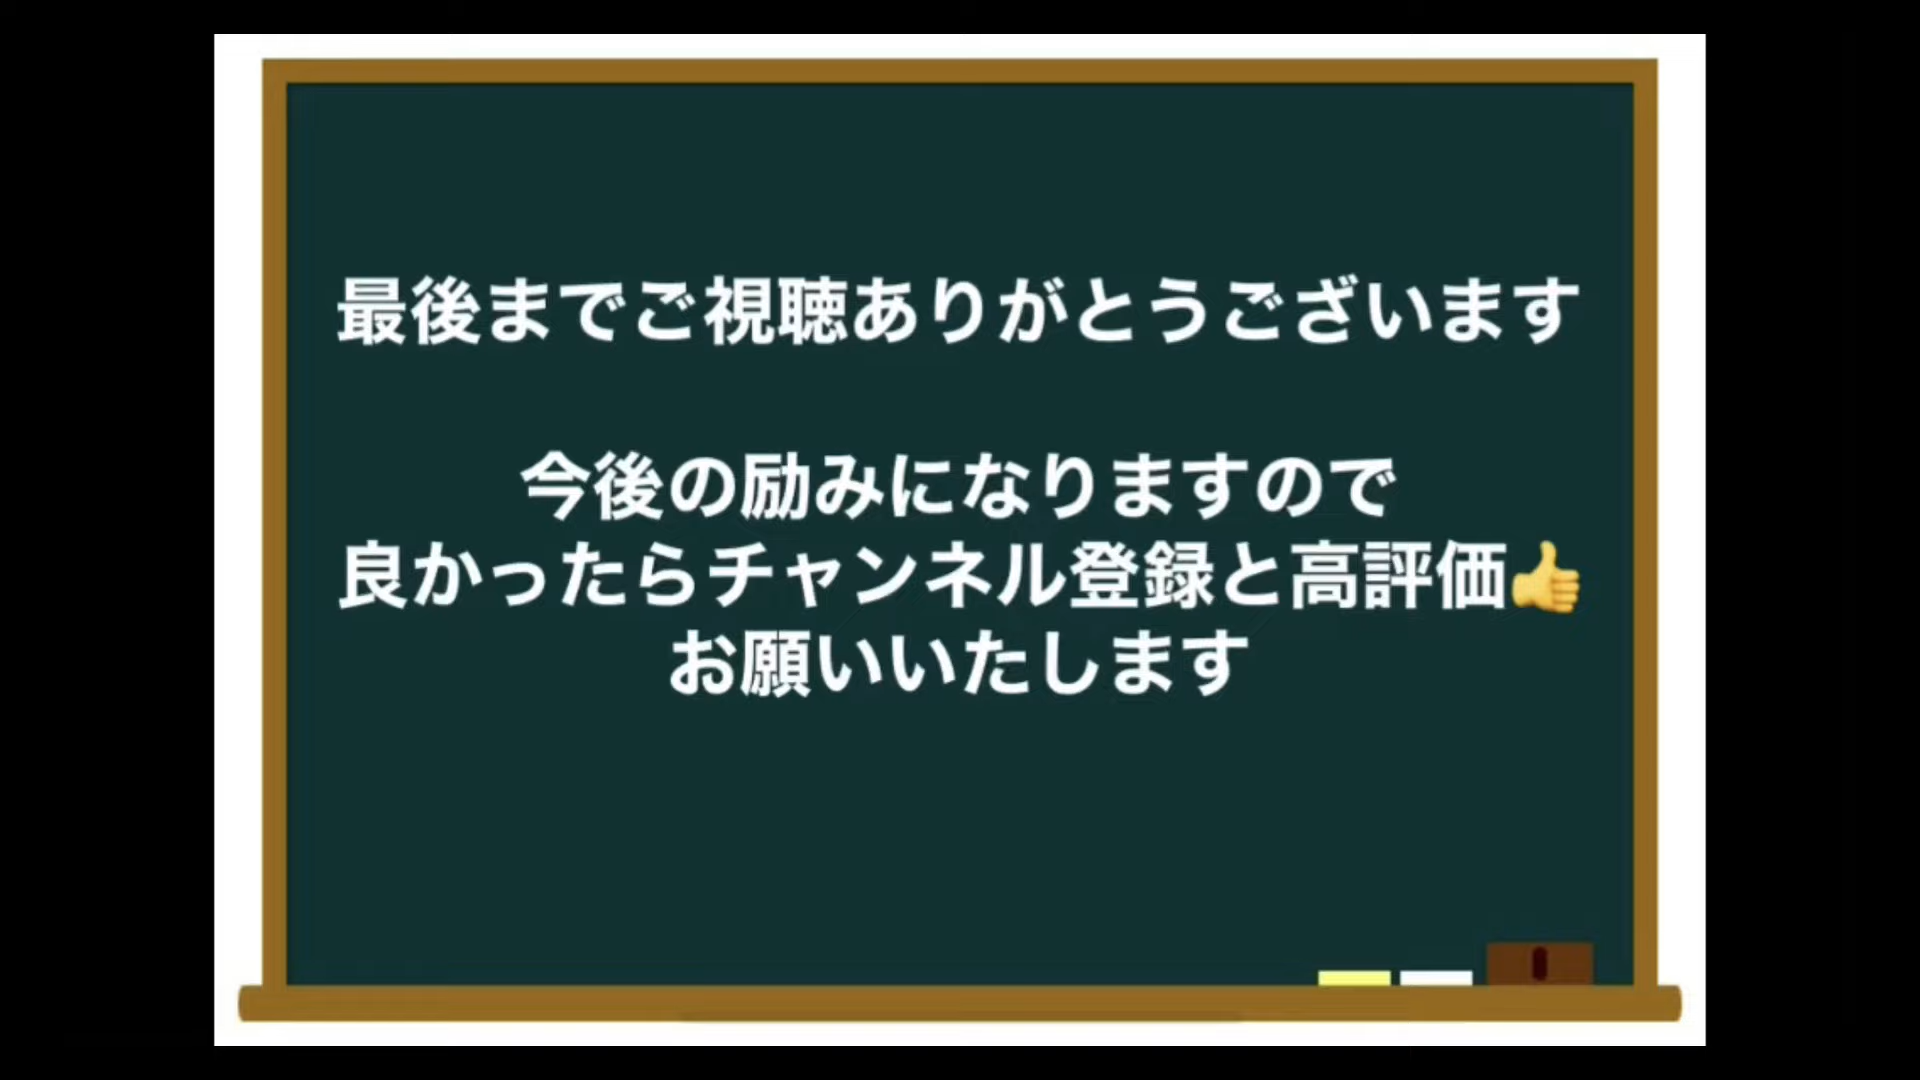 最後までご視聴ありがとうございます
今後の励みになりますので
良かったらチャンネル登録と高評価👍
お願いいたします